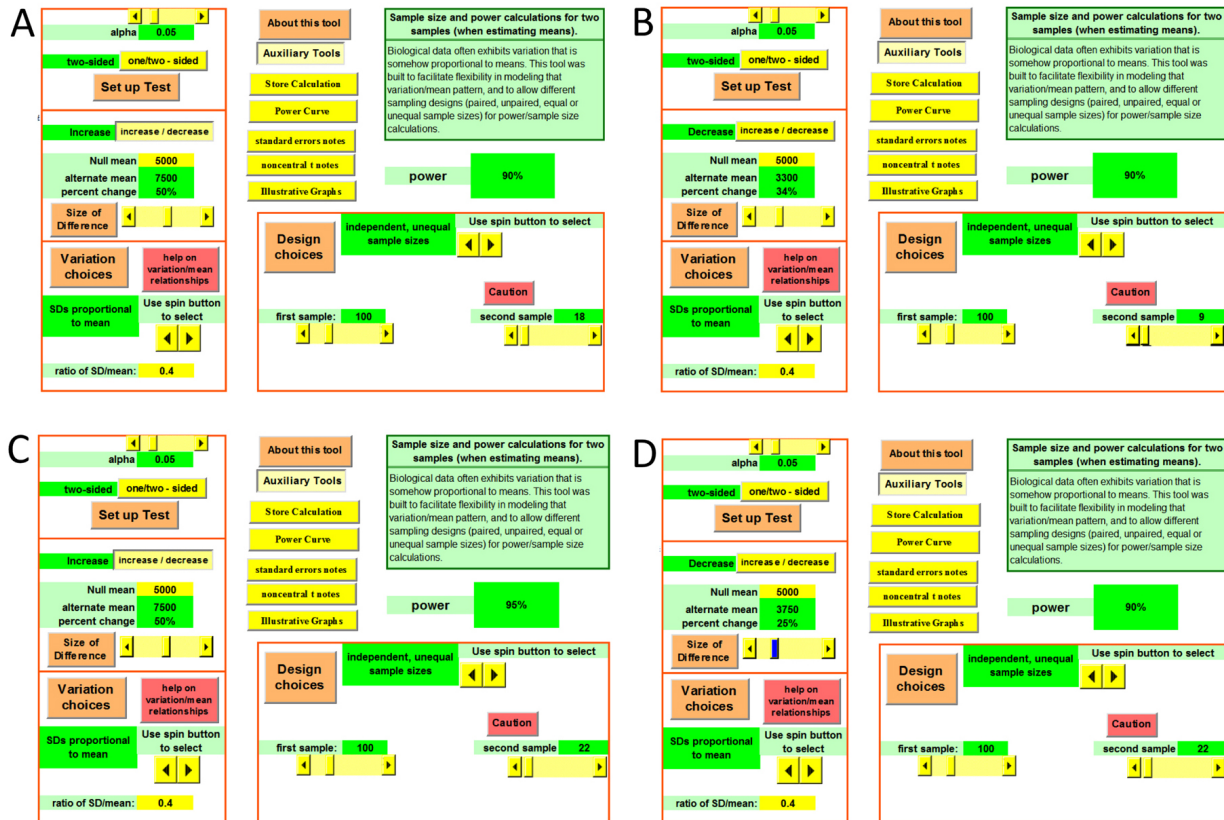 A
alpha 0.05
two-sided one/two - sided
Set up Test
Increase increase / decrease
Null mean 5000
alternate mean 7500
percent change 50%
Size of
Difference
Variation
choices
help on
variation/mean
relationships
SDs proportional
to mean
Use spin button
to select
ratio of SD/mean: 0.4
About this tool
Auxiliary Tools
Store Calculation
Power Curve
standard errors notes
noncentral t notes
Illustrative Graphs
Sample size and power calculations for two
samples (when estimating means).
Biological data often exhibits variation that is
somehow proportional to means. This tool was
built to facilitate flexibility in modeling that
variation/mean pattern, and to allow different
sampling designs (paired, unpaired, equal or
unequal sample sizes) for power/sample size
calculations.
power 90%
Design
choices
independent, unequal
sample sizes
Use spin button to select
Caution
first sample: 100
second sample 18
B
alpha 0.05
two-sided one/two - sided
Set up Test
Decrease increase / decrease
Null mean 5000
alternate mean 3300
percent change 34%
Size of
Difference
Variation
choices
help on
variation/mean
relationships
SDs proportional
to mean
Use spin button
to select
ratio of SD/mean: 0.4
About this tool
Auxiliary Tools
Store Calculation
Power Curve
standard errors notes
noncentral t notes
Illustrative Graphs
Sample size and power calculations for two
samples (when estimating means).
Biological data often exhibits variation that is
somehow proportional to means. This tool was
built to facilitate flexibility in modeling that
variation/mean pattern, and to allow different
sampling designs (paired, unpaired, equal or
unequal sample sizes) for power/sample size
calculations.
power 90%
Design
choices
independent, unequal
sample sizes
Use spin button to select
Caution
first sample: 100
second sample 9
C
alpha 0.05
two-sided one/two - sided
Set up Test
Increase increase / decrease
Null mean 5000
alternate mean 7500
percent change 50%
Size of
Difference
Variation
choices
help on
variation/mean
relationships
SDs proportional
to mean
Use spin button
to select
ratio of SD/mean: 0.4
About this tool
Auxiliary Tools
Store Calculation
Power Curve
standard errors notes
noncentral t notes
Illustrative Graphs
Sample size and power calculations for two
samples (when estimating means).
Biological data often exhibits variation that is
somehow proportional to means. This tool was
built to facilitate flexibility in modeling that
variation/mean pattern, and to allow different
sampling designs (paired, unpaired, equal or
unequal sample sizes) for power/sample size
calculations.
power 95%
Design
choices
independent, unequal
sample sizes
Use spin button to select
Caution
first sample: 100
second sample 22
D
alpha 0.05
two-sided one/two - sided
Set up Test
Decrease increase / decrease
Null mean 5000
alternate mean 3750
percent change 25%
Size of
Difference
Variation
choices
help on
variation/mean
relationships
SDs proportional
to mean
Use spin button
to select
ratio of SD/mean: 0.4
About this tool
Auxiliary Tools
Store Calculation
Power Curve
standard errors notes
noncentral t notes
Illustrative Graphs
Sample size and power calculations for two
samples (when estimating means).
Biological data often exhibits variation that is
somehow proportional to means. This tool was
built to facilitate flexibility in modeling that
variation/mean pattern, and to allow different
sampling designs (paired, unpaired, equal or
unequal sample sizes) for power/sample size
calculations.
power 90%
Design
choices
independent, unequal
sample sizes
Use spin button to select
Caution
first sample: 100
second sample 22